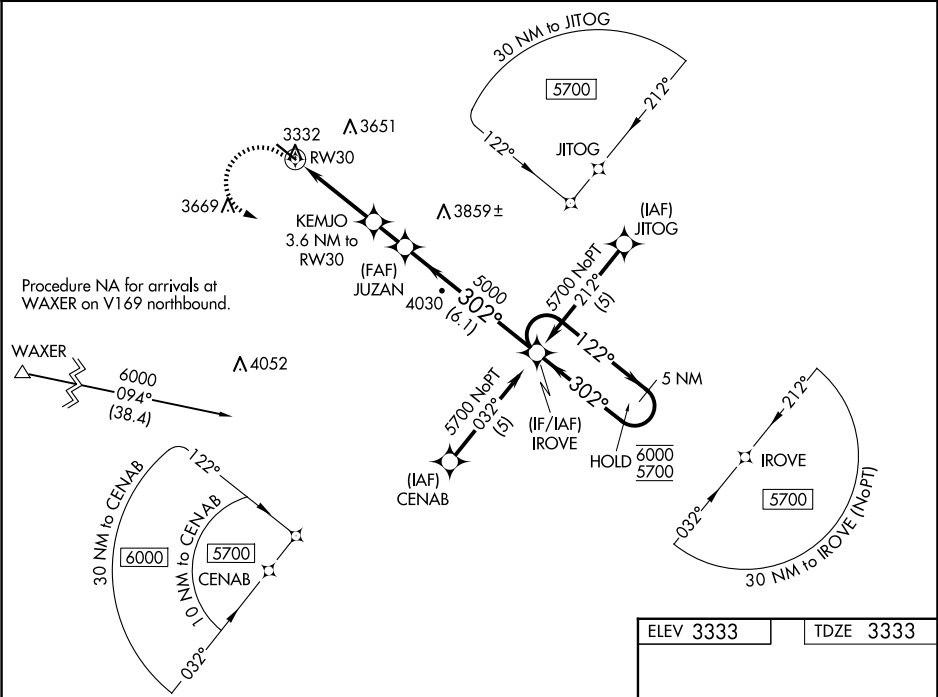 30 NM to JITOG
5700
212°
122°
JITOG
3332
RW30
3651
3669
KEMJO
3.6 NM to
RW30
3859±
(FAF)
JUZAN
4030
5000
302°
(6.1)
(IAF)
JITOG
5700 NoPT
212°
(5)
122°
302°
5 NM
Procedure NA for arrivals at
WAXER on V169 northbound.
WAXER
6000
094°
(38.4)
4052
5700 NoPT
032°
(5)
(IF/IAF)
IROVE
HOLD
6000
5700
(IAF)
CENAB
212°
IROVE
5700
032°
30 NM to IROVE (NoPT)
122°
30 NM to CENAB
6000
10 NM to CENAB
5700
CENAB
032°
ELEV 3333
TDZE 3333